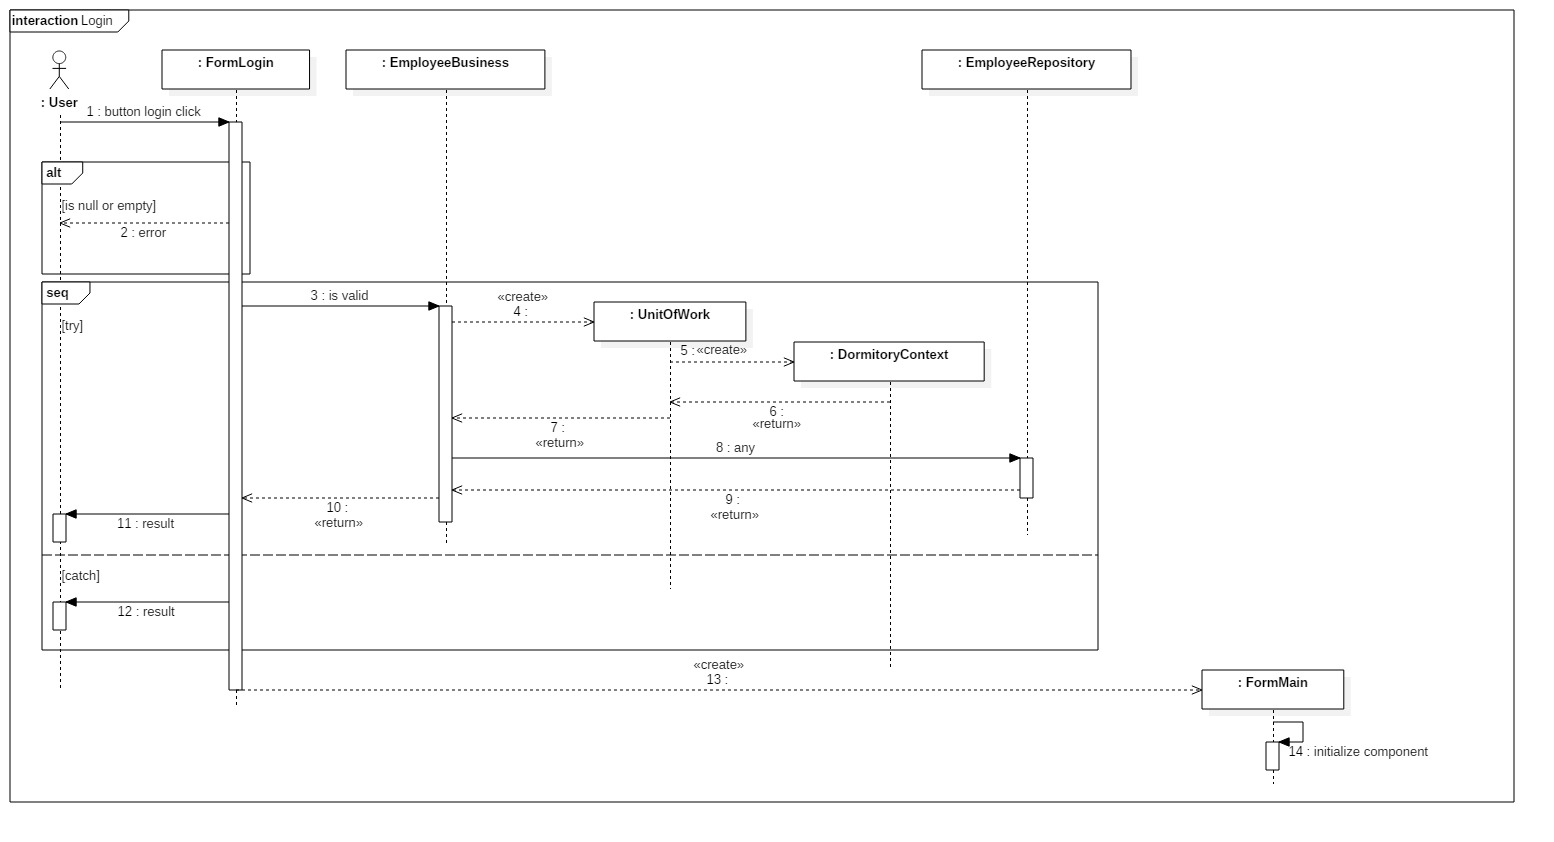 interaction Login
: User
: FormLogin
: EmployeeBusiness
: EmployeeRepository
1 : button login click
alt
[is null or empty]
2 : error
seq
[try]
3 : is valid
«create»
4 :
: UnitOfWork
5 : «create»
: DormitoryContext
6 :
«return»
7 :
«return»
8 : any
9 :
«return»
10 :
«return»
11 : result
[catch]
12 : result
«create»
13 :
: FormMain
14 : initialize component